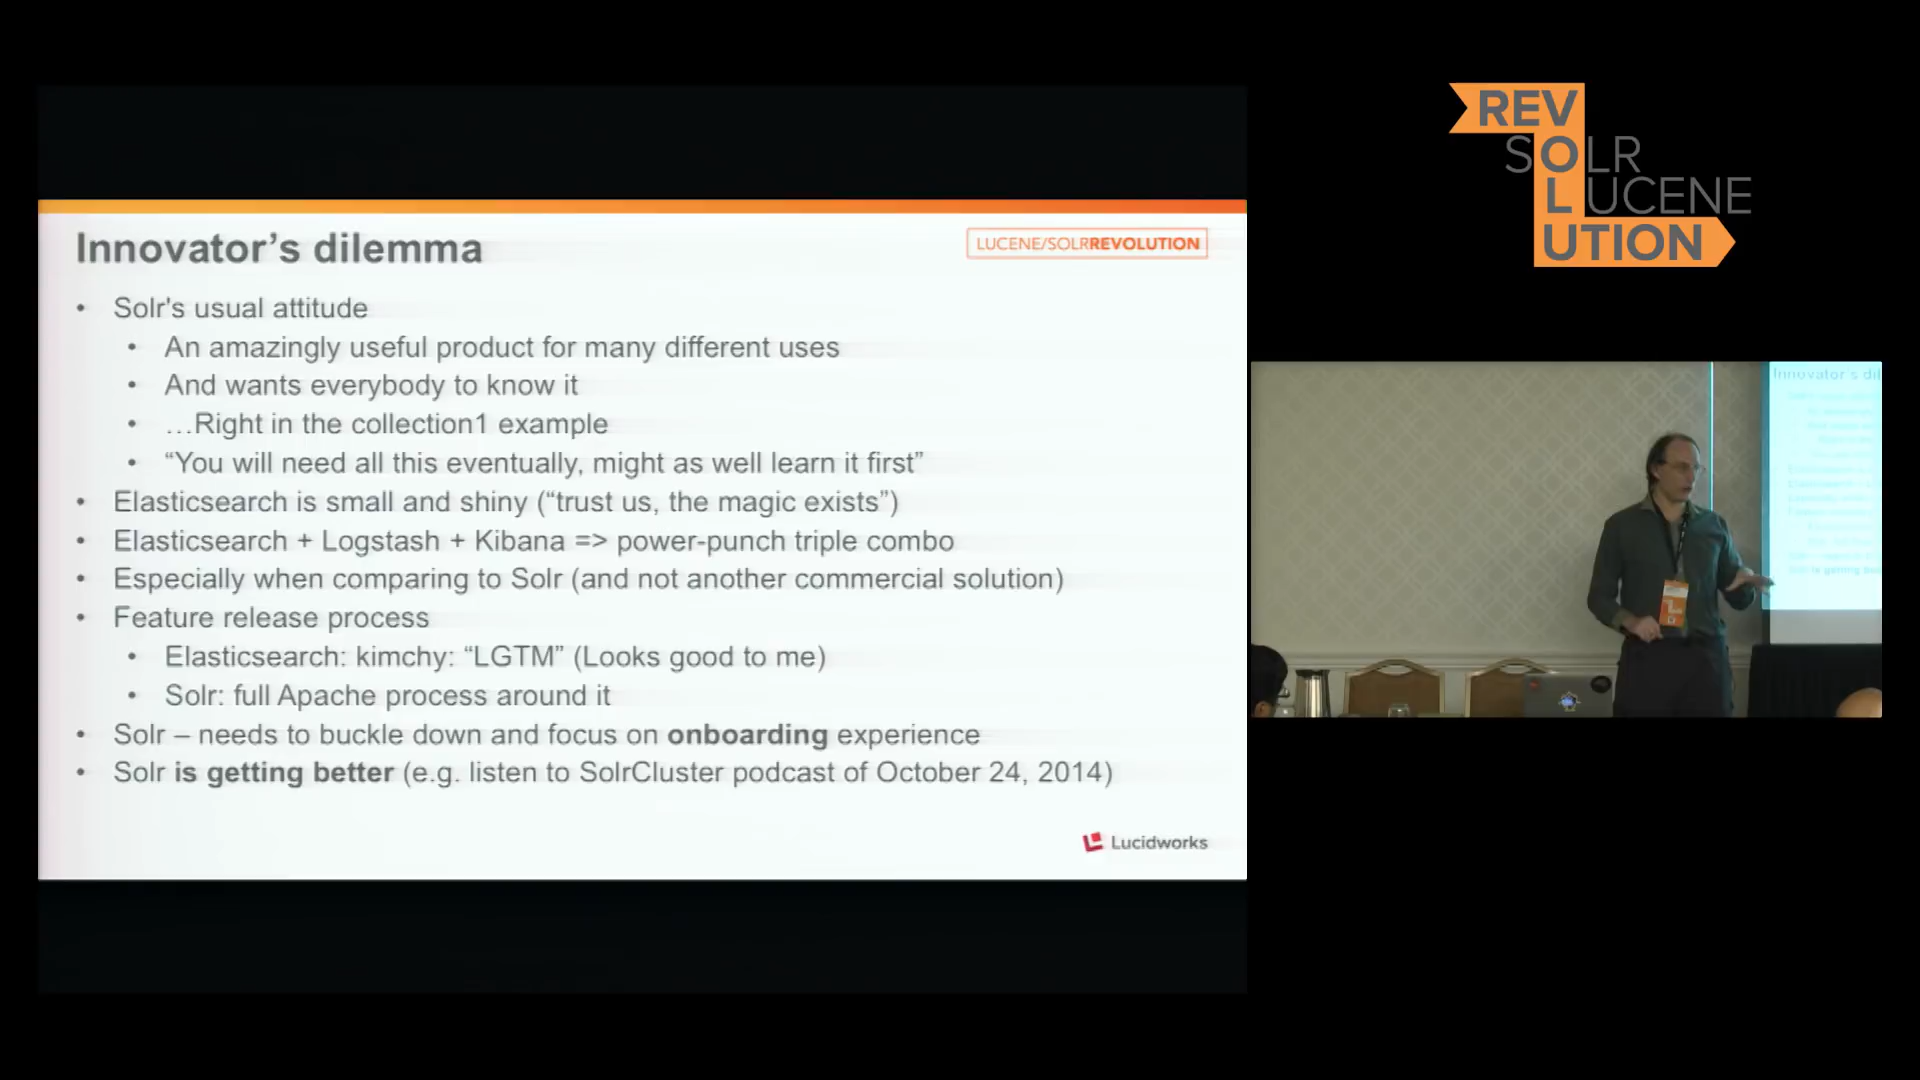 Innovator’s dilemma
LUCENE/SOLRREVOLUTION
• Solr's usual attitude
• An amazingly useful product for many different uses
• And wants everybody to know it
• …Right in the collection1 example
• “You will need all this eventually, might as well learn it first”
• Elasticsearch is small and shiny (“trust us, the magic exists”)
• Elasticsearch + Logstash + Kibana => power-punch triple combo
• Especially when comparing to Solr (and not another commercial solution)
• Feature release process
• Elasticsearch: kimchy: “LGTM” (Looks good to me)
• Solr: full Apache process around it
• Solr – needs to buckle down and focus on onboarding experience
• Solr is getting better (e.g. listen to SolrCluster podcast of October 24, 2014)
Lucidworks
REV
SOLR
LUCENE
UTION
Innovator's dil